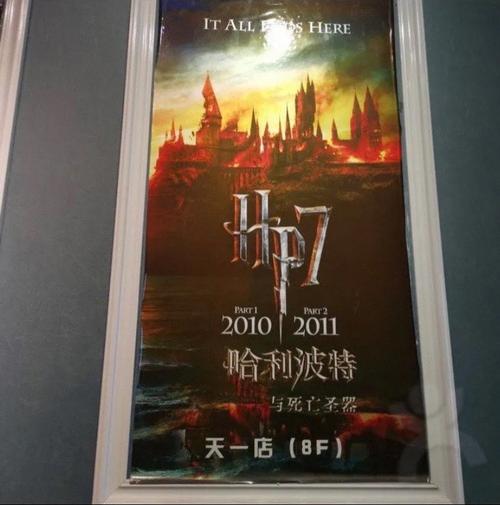 IT ALL ENDS HERE
HP7
PART 1 PART 2
2010 2011
哈利波特
与死亡圣器
天一店（8F）